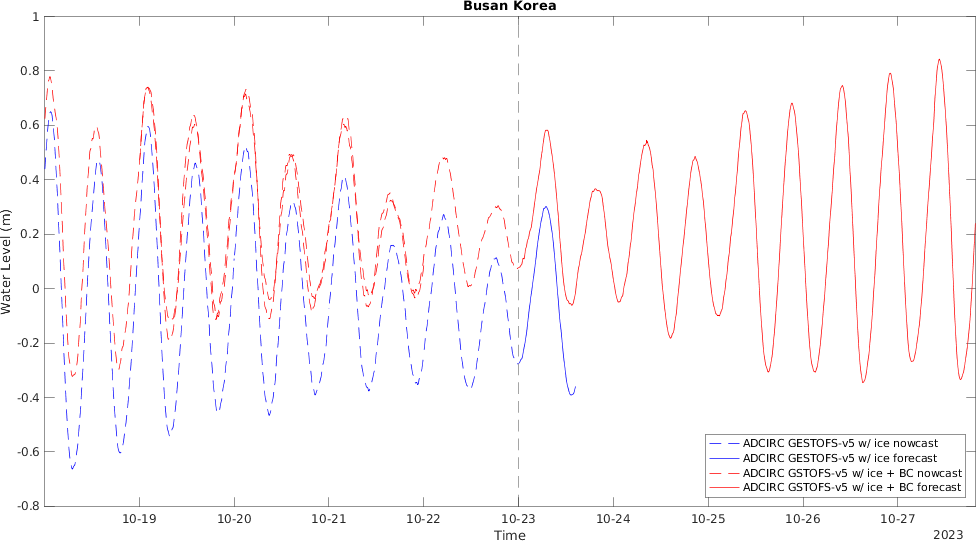 Busan Korea
Water Level (m)
1
0.8
0.6
0.4
0.2
0
-0.2
-0.4
-0.6
-0.8
10-19
10-20
10-21
10-22
10-23
10-24
10-25
10-26
10-27
Time
2023
ADCIRC GESTOFS-v5 w/ ice nowcast
ADCIRC GESTOFS-v5 w/ ice forecast
ADCIRC GSTOFS-v5 w/ ice + BC nowcast
ADCIRC GSTOFS-v5 w/ ice + BC forecast